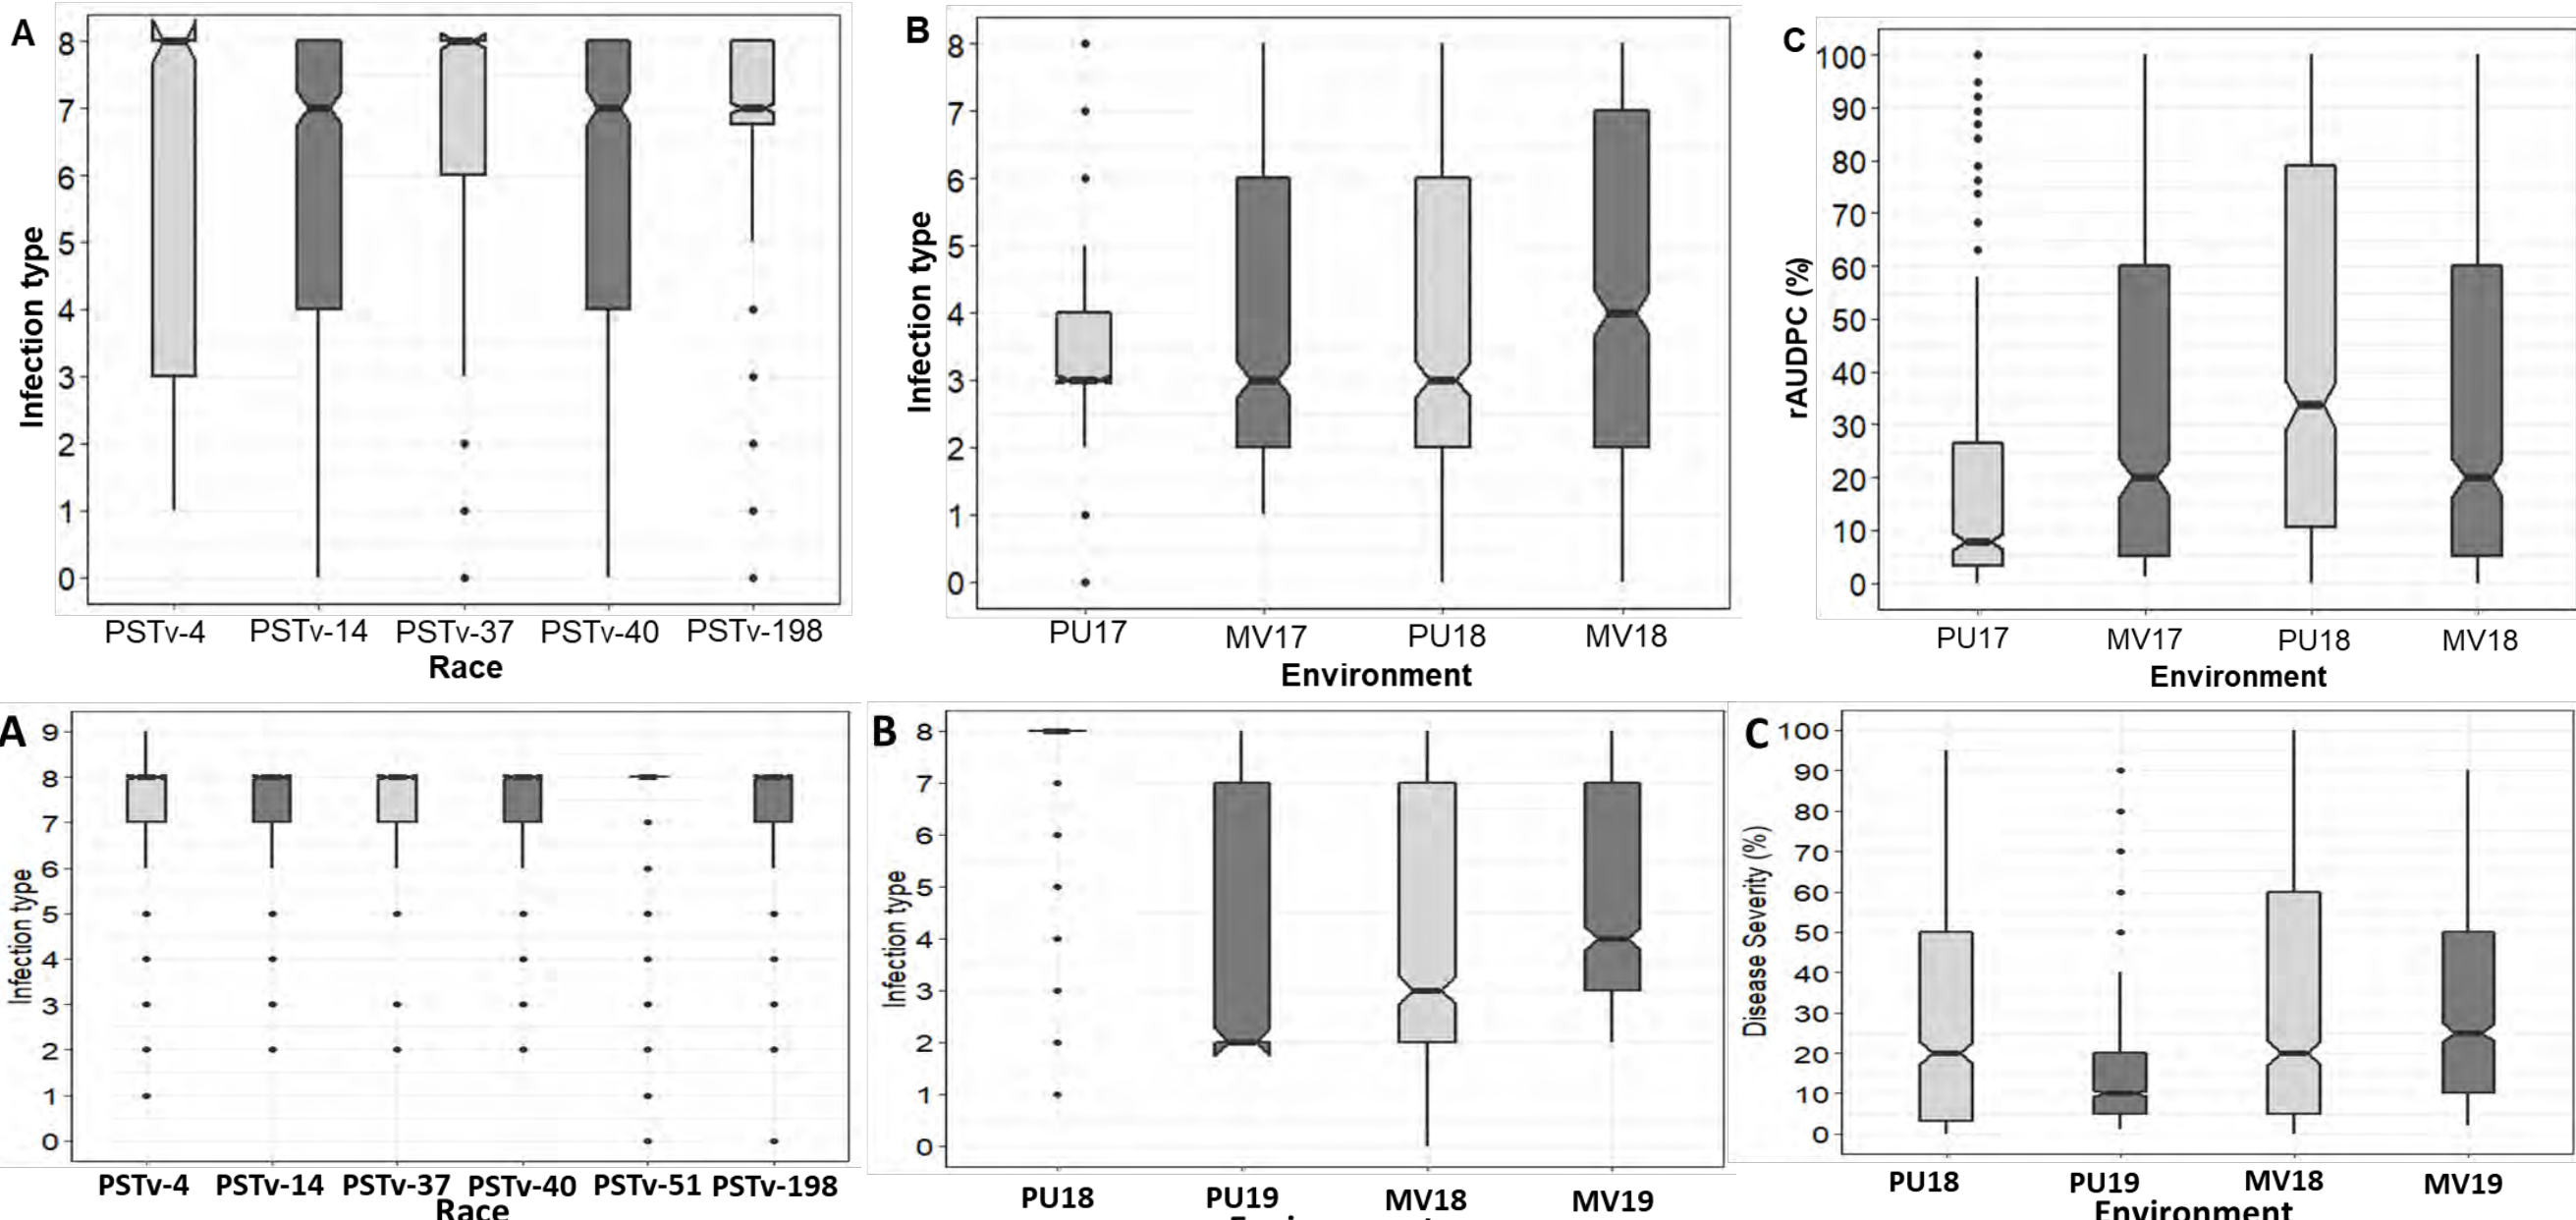 A
8
7
6
5
4
3
2
1
0
Infection type
PSTv-4 PSTv-14 PSTv-37 PSTv-40 PSTv-198
Race
B
8
7
6
5
4
3
2
1
0
Infection type
PU17 MV17 PU18 MV18
Environment
C
100
90
80
70
60
50
40
30
20
10
0
rAUDPC (%)
PU17 MV17 PU18 MV18
Environment
A
9
8
7
6
5
4
3
2
1
0
Infection type
PSTv-4 PSTv-14 PSTv-37 PSTv-40 PSTv-51 PSTv-198
Race
B
8
7
6
5
4
3
2
1
0
Infection type
PU18 PU19 MV18 MV19
C
100
90
80
70
60
50
40
30
20
10
0
Disease Severity (%)
PU18 PU19 MV18 MV19
Environment